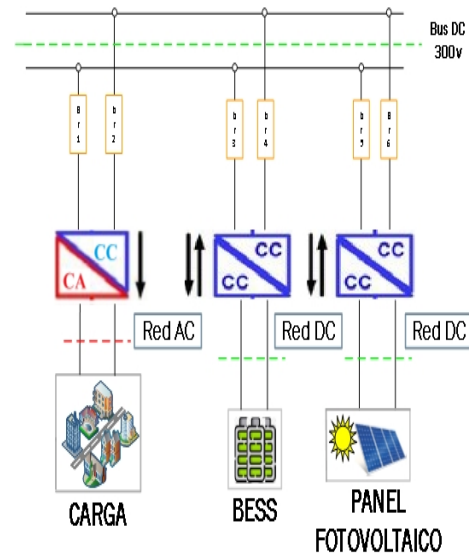 Bus DC
300v
Br1
br2
br3
br4
br5
Br6
CC
CA
CC
CC
CC
CC
Red AC
Red DC
Red DC
CARGA
BESS
PANEL
FOTOVOLTAICO